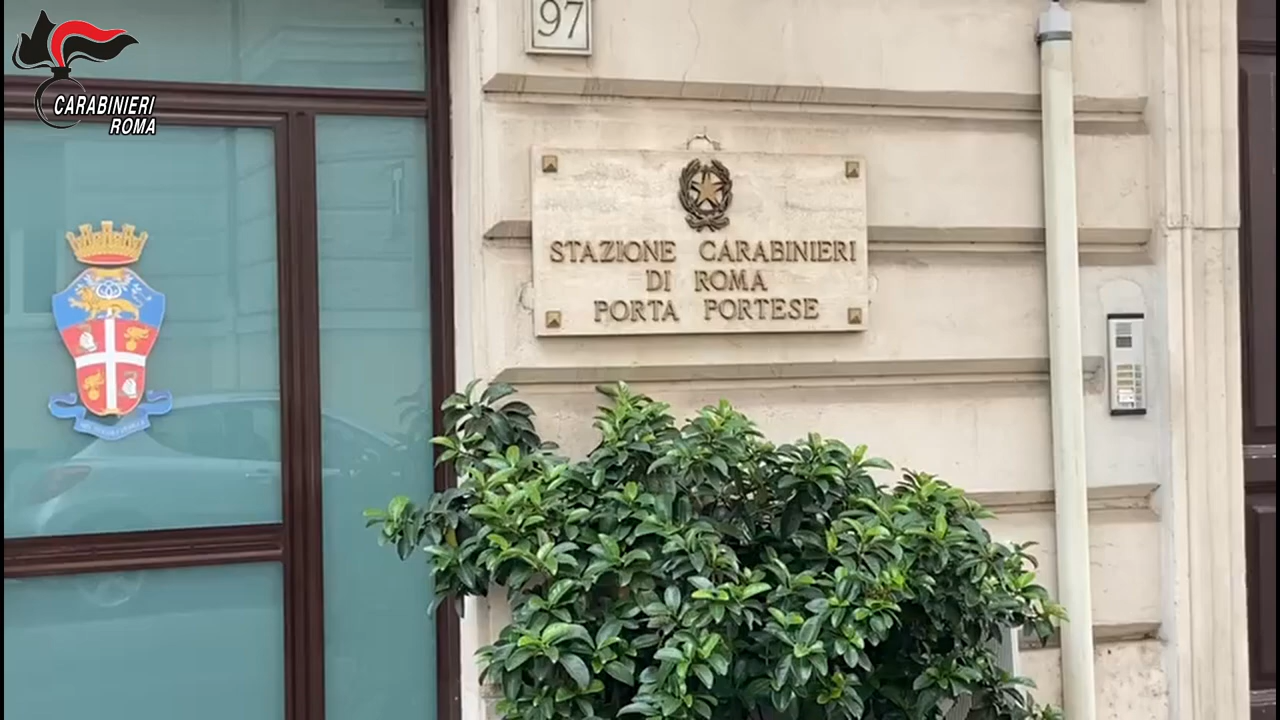 97
CARABINIERI
ROMA
STAZIONE CARABINIERI
DI ROMA
PORTA PORTESE